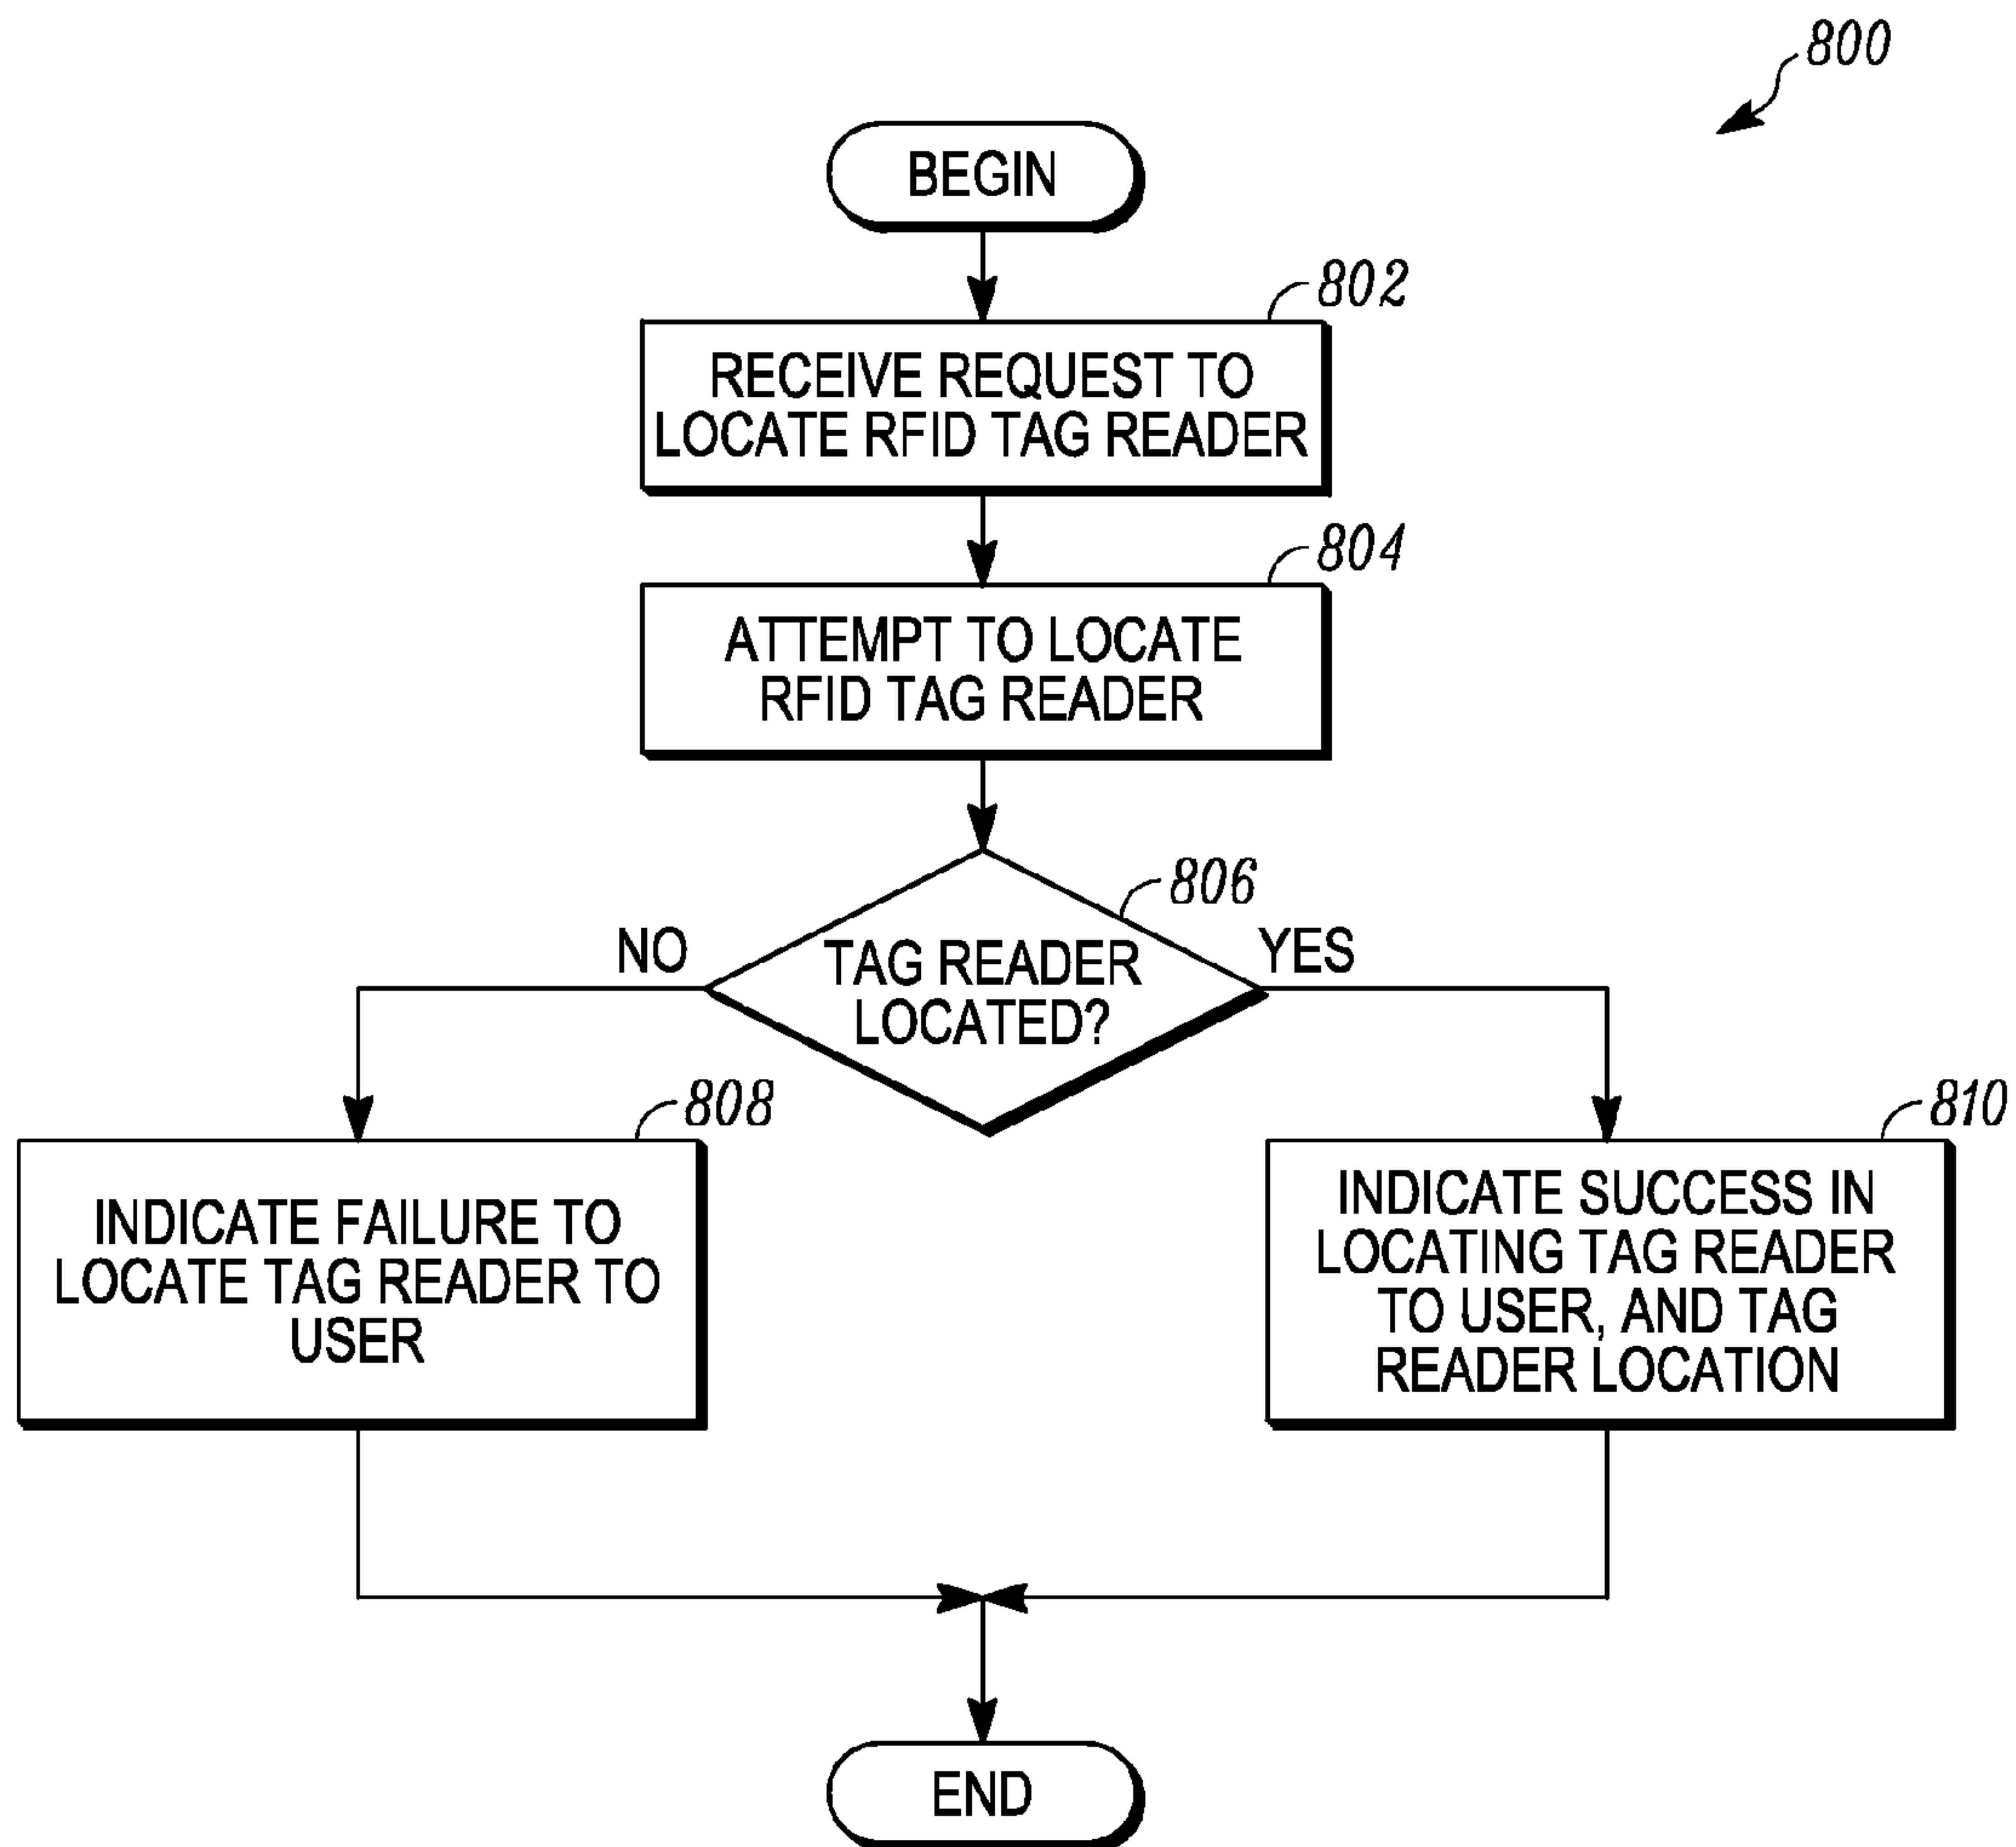 800
BEGIN
802
RECEIVE REQUEST TO
LOCATE RFID TAG READER
804
ATTEMPT TO LOCATE
RFID TAG READER
806
NO
TAG READER
LOCATED?
YES
808
INDICATE FAILURE TO
LOCATE TAG READER TO
USER
810
INDICATE SUCCESS IN
LOCATING TAG READER
TO USER, AND TAG
READER LOCATION
END